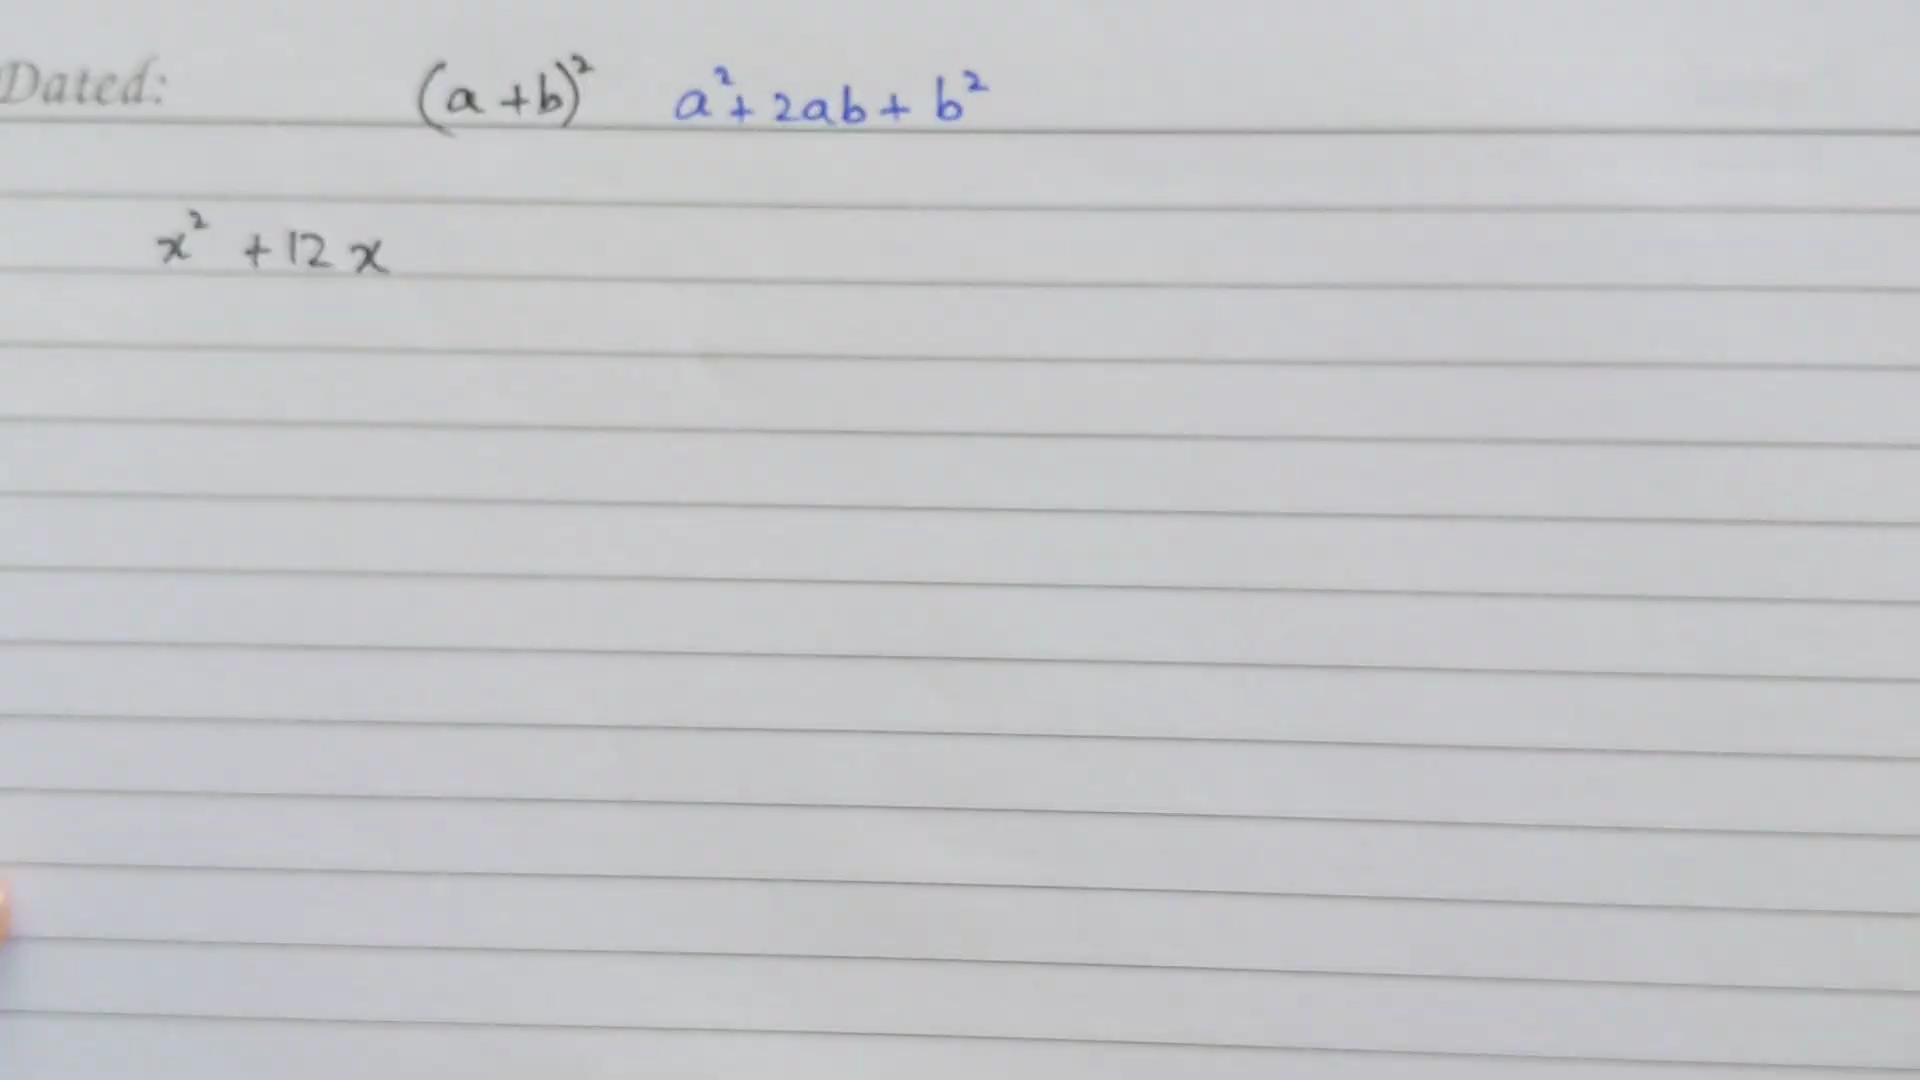 Dated: (a+b)² a²+2ab+b²
x² +12x